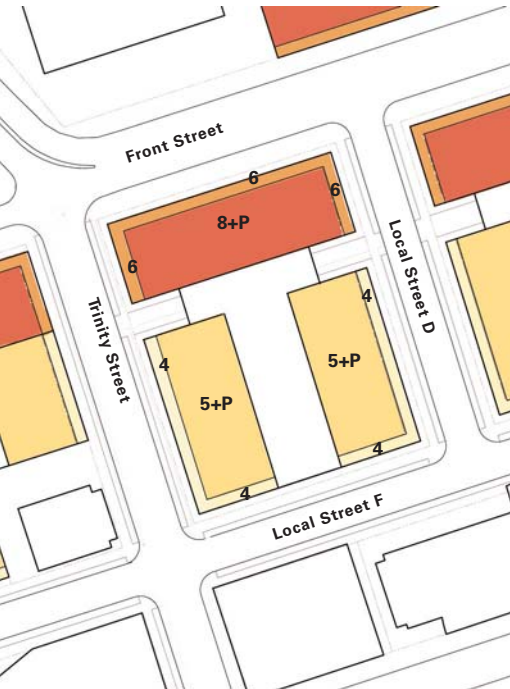 Front Street
6
6
8+P
6
Local Street D
Trinity Street
4
4
5+P
5+P
4
4
Local Street F